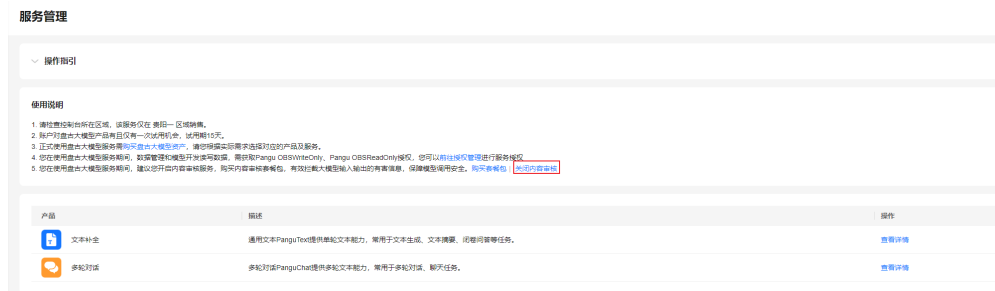 服务管理
操作指引
使用说明
1. 请检查控制台所在区域，该服务仅在 贵阳一 区域销售。
2. 账户对盘古大模型产品有且仅有一次试用机会，试用期15天。
3. 正式使用盘古大模型服务需购买盘古大模型资产，请您根据实际需求选择对应的产品及服务。
4. 您在使用盘古大模型服务期间，数据管理和模型开发读写数据，需获取Pangu OBSWriteOnly、Pangu OBSReadOnly授权，您可以前往授权管理进行服务授权
5. 您在使用盘古大模型服务期间，建议您开启内容审核服务，购买内容审核套餐包，有效拦截大模型输入输出的有害信息，保障模型调用安全。购买套餐包 | 关闭内容审核
产品 描述 操作
文本补全 通用文本PanguText提供单轮文本能力，常用于文本生成、文本摘要、闭卷问答等任务。 查看详情
多轮对话 多轮对话PanguChat提供多轮文本能力，常用于多轮对话、聊天任务。 查看详情